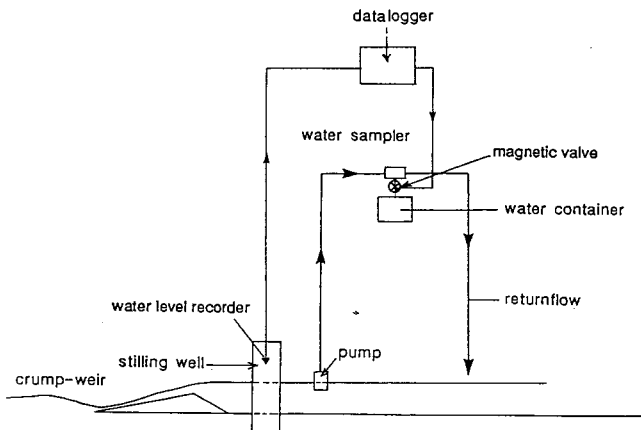 datalogger
water sampler
magnetic valve
water container
water level recorder
returnflow
stilling well
pump
crump-weir